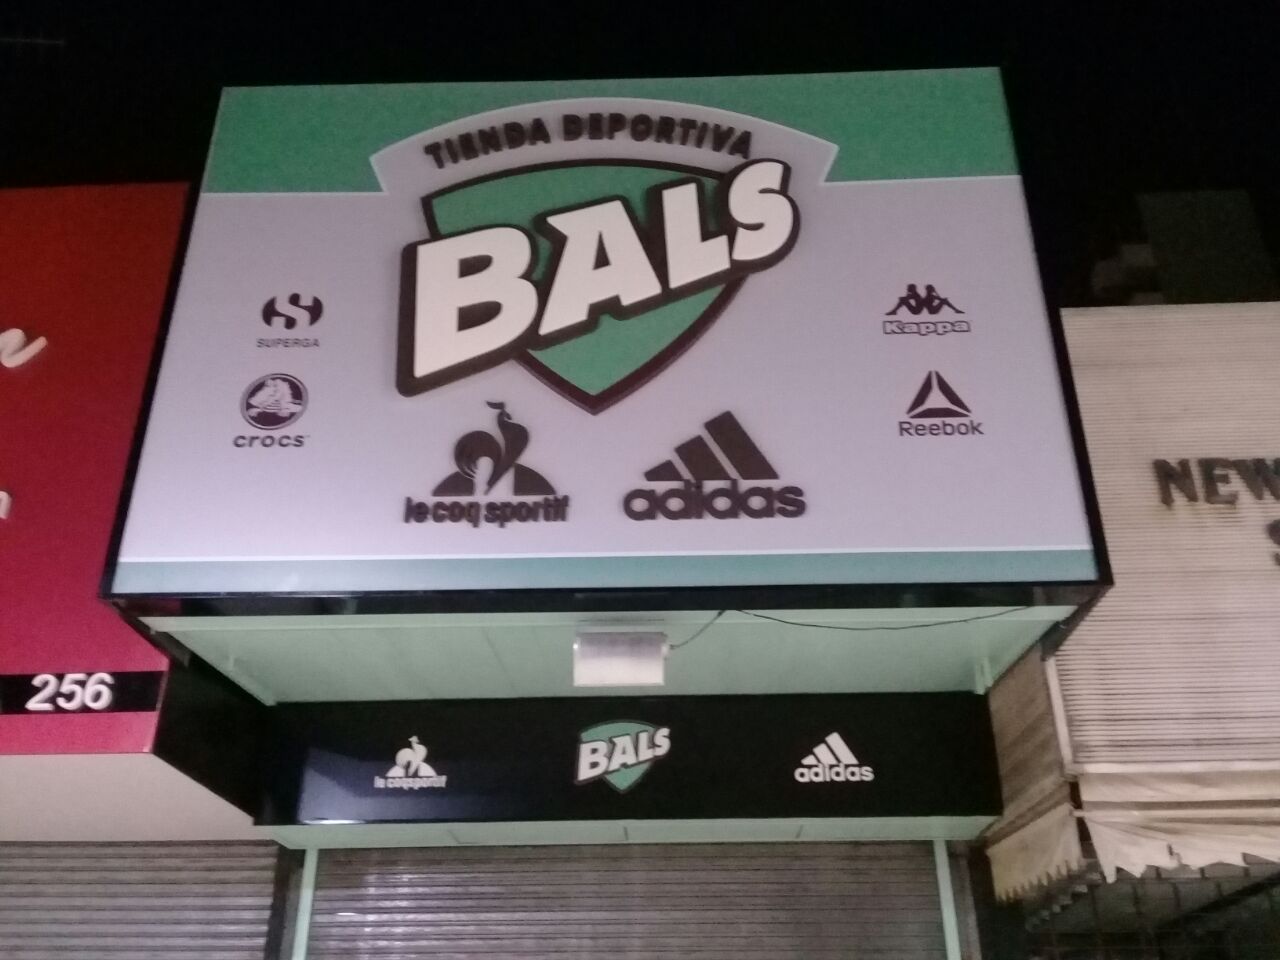 TIENDA DEPORTIVA
BALS
SUPERGA
Kappa
crocs
Reebok
le coq sportif
adidas
256
NEW
le coq sportif
BALS
adidas